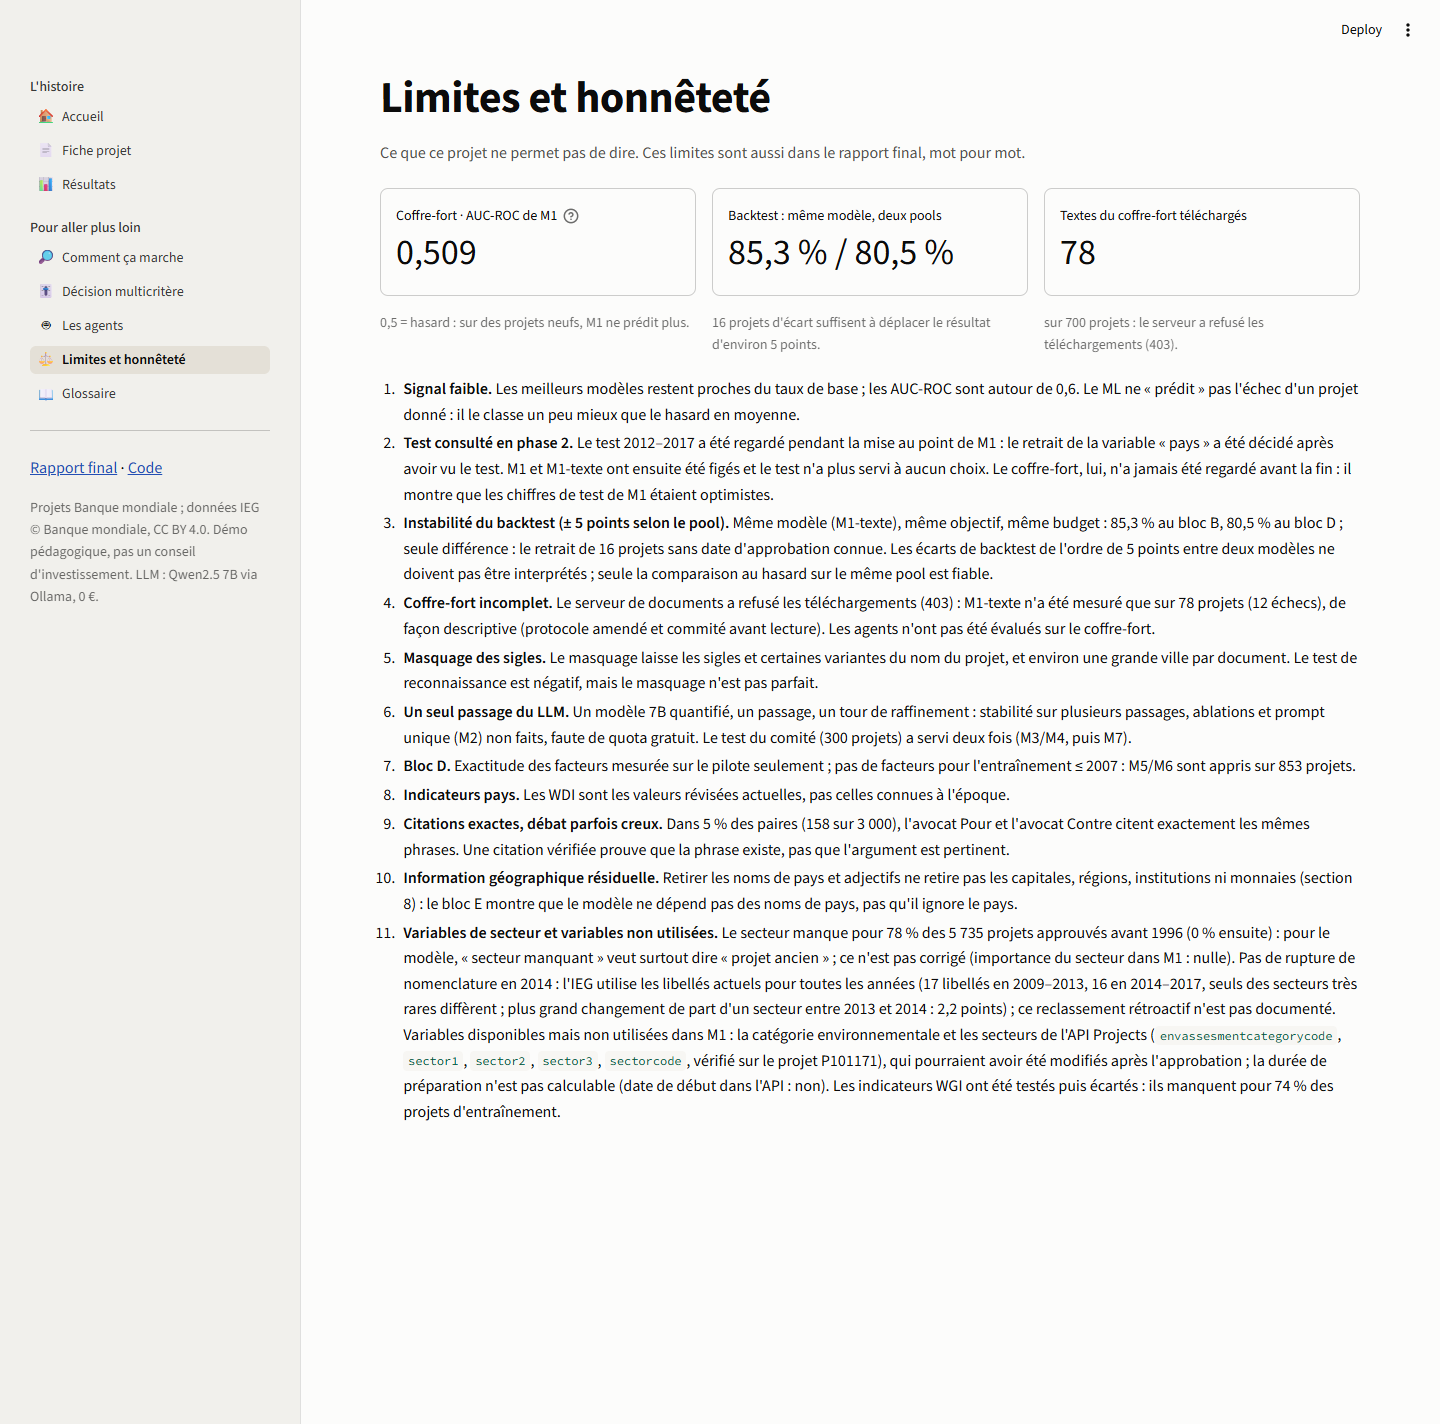 Deploy
L'histoire
Accueil
Fiche projet
Résultats
Pour aller plus loin
Comment ça marche
Décision multicritère
Les agents
Limites et honnêteté
Glossaire
Rapport final · Code
Projets Banque mondiale ; données IEG
© Banque mondiale, CC BY 4.0. Démo
pédagogique, pas un conseil
d'investissement. LLM : Qwen2.5 7B via
Ollama, 0 €.
Limites et honnêteté
Ce que ce projet ne permet pas de dire. Ces limites sont aussi dans le rapport final, mot pour mot.
Coffre-fort · AUC-ROC de M1
0,509
0,5 = hasard : sur des projets neufs, M1 ne prédit plus.
Backtest : même modèle, deux pools
85,3 % / 80,5 %
16 projets d'écart suffisent à déplacer le résultat
d'environ 5 points.
Textes du coffre-fort téléchargés
78
sur 700 projets : le serveur a refusé les
téléchargements (403).
1. Signal faible. Les meilleurs modèles restent proches du taux de base ; les AUC-ROC sont autour de 0,6. Le ML ne « prédit » pas l'échec d'un projet
donné : il le classe un peu mieux que le hasard en moyenne.
2. Test consulté en phase 2. Le test 2012–2017 a été regardé pendant la mise au point de M1 : le retrait de la variable « pays » a été décidé après
avoir vu le test. M1 et M1-texte ont ensuite été figés et le test n'a plus servi à aucun choix. Le coffre-fort, lui, n'a jamais été regardé avant la fin : il
montre que les chiffres de test de M1 étaient optimistes.
3. Instabilité du backtest (± 5 points selon le pool). Même modèle (M1-texte), même objectif, même budget : 85,3 % au bloc B, 80,5 % au bloc D ;
seule différence : le retrait de 16 projets sans date d'approbation connue. Les écarts de backtest de l'ordre de 5 points entre deux modèles ne
doivent pas être interprétés ; seule la comparaison au hasard sur le même pool est fiable.
4. Coffre-fort incomplet. Le serveur de documents a refusé les téléchargements (403) : M1-texte n'a été mesuré que sur 78 projets (12 échecs), de
façon descriptive (protocole amendé et commité avant lecture). Les agents n'ont pas été évalués sur le coffre-fort.
5. Masquage des sigles. Le masquage laisse les sigles et certaines variantes du nom du projet, et environ une grande ville par document. Le test de
reconnaissance est négatif, mais le masquage n'est pas parfait.
6. Un seul passage du LLM. Un modèle 7B quantifié, un passage, un tour de raffinement : stabilité sur plusieurs passages, ablations et prompt
unique (M2) non faits, faute de quota gratuit. Le test du comité (300 projets) a servi deux fois (M3/M4, puis M7).
7. Bloc D. Exactitude des facteurs mesurée sur le pilote seulement ; pas de facteurs pour l'entraînement ≤ 2007 : M5/M6 sont appris sur 853 projets.
8. Indicateurs pays. Les WDI sont les valeurs révisées actuelles, pas celles connues à l'époque.
9. Citations exactes, débat parfois creux. Dans 5 % des paires (158 sur 3 000), l'avocat Pour et l'avocat Contre citent exactement les mêmes
phrases. Une citation vérifiée prouve que la phrase existe, pas que l'argument est pertinent.
10. Information géographique résiduelle. Retirer les noms de pays et adjectifs ne retire pas les capitales, régions, institutions ni monnaies (section
8) : le bloc E montre que le modèle ne dépend pas des noms de pays, pas qu'il ignore le pays.
11. Variables de secteur et variables non utilisées. Le secteur manque pour 78 % des 5 735 projets approuvés avant 1996 (0 % ensuite) : pour le
modèle, « secteur manquant » veut surtout dire « projet ancien » ; ce n'est pas corrigé (importance du secteur dans M1 : nulle). Pas de rupture de
nomenclature en 2014 : l'IEG utilise les libellés actuels pour toutes les années (17 libellés en 2009–2013, 16 en 2014–2017, seuls des secteurs très
rares diffèrent ; plus grand changement de part d'un secteur entre 2013 et 2014 : 2,2 points) ; ce reclassement rétroactif n'est pas documenté.
Variables disponibles mais non utilisées dans M1 : la catégorie environnementale et les secteurs de l'API Projects ( envassesmentcategorycode ,
sector1 , sector2 , sector3 , sectorcode , vérifié sur le projet P101171), qui pourraient avoir été modifiés après l'approbation ; la durée de
préparation n'est pas calculable (date de début dans l'API : non). Les indicateurs WGI ont été testés puis écartés : ils manquent pour 74 % des
projets d'entraînement.